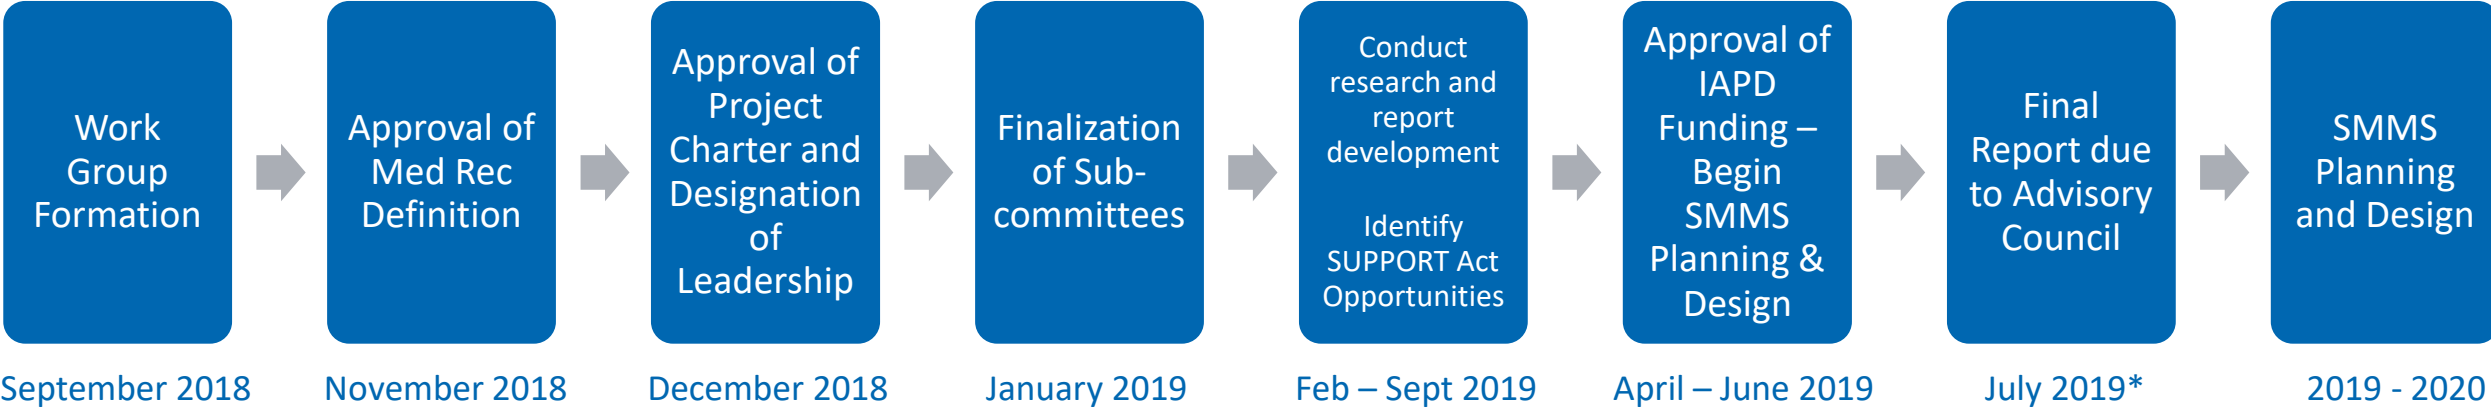 Work
Group
Formation
Approval of
Med Rec
Definition
Approval of
Project
Charter and
Designation
of
Leadership
Finalization
of Sub-
committees
Conduct
research and
report
development
Identify
SUPPORT Act
Opportunities
Approval of
IAPD
Funding –
Begin
SMMS
Planning &
Design
Final
Report due
to Advisory
Council
SMMS
Planning
and Design
September 2018
November 2018
December 2018
January 2019
Feb – Sept 2019
April – June 2019
July 2019*
2019 - 2020